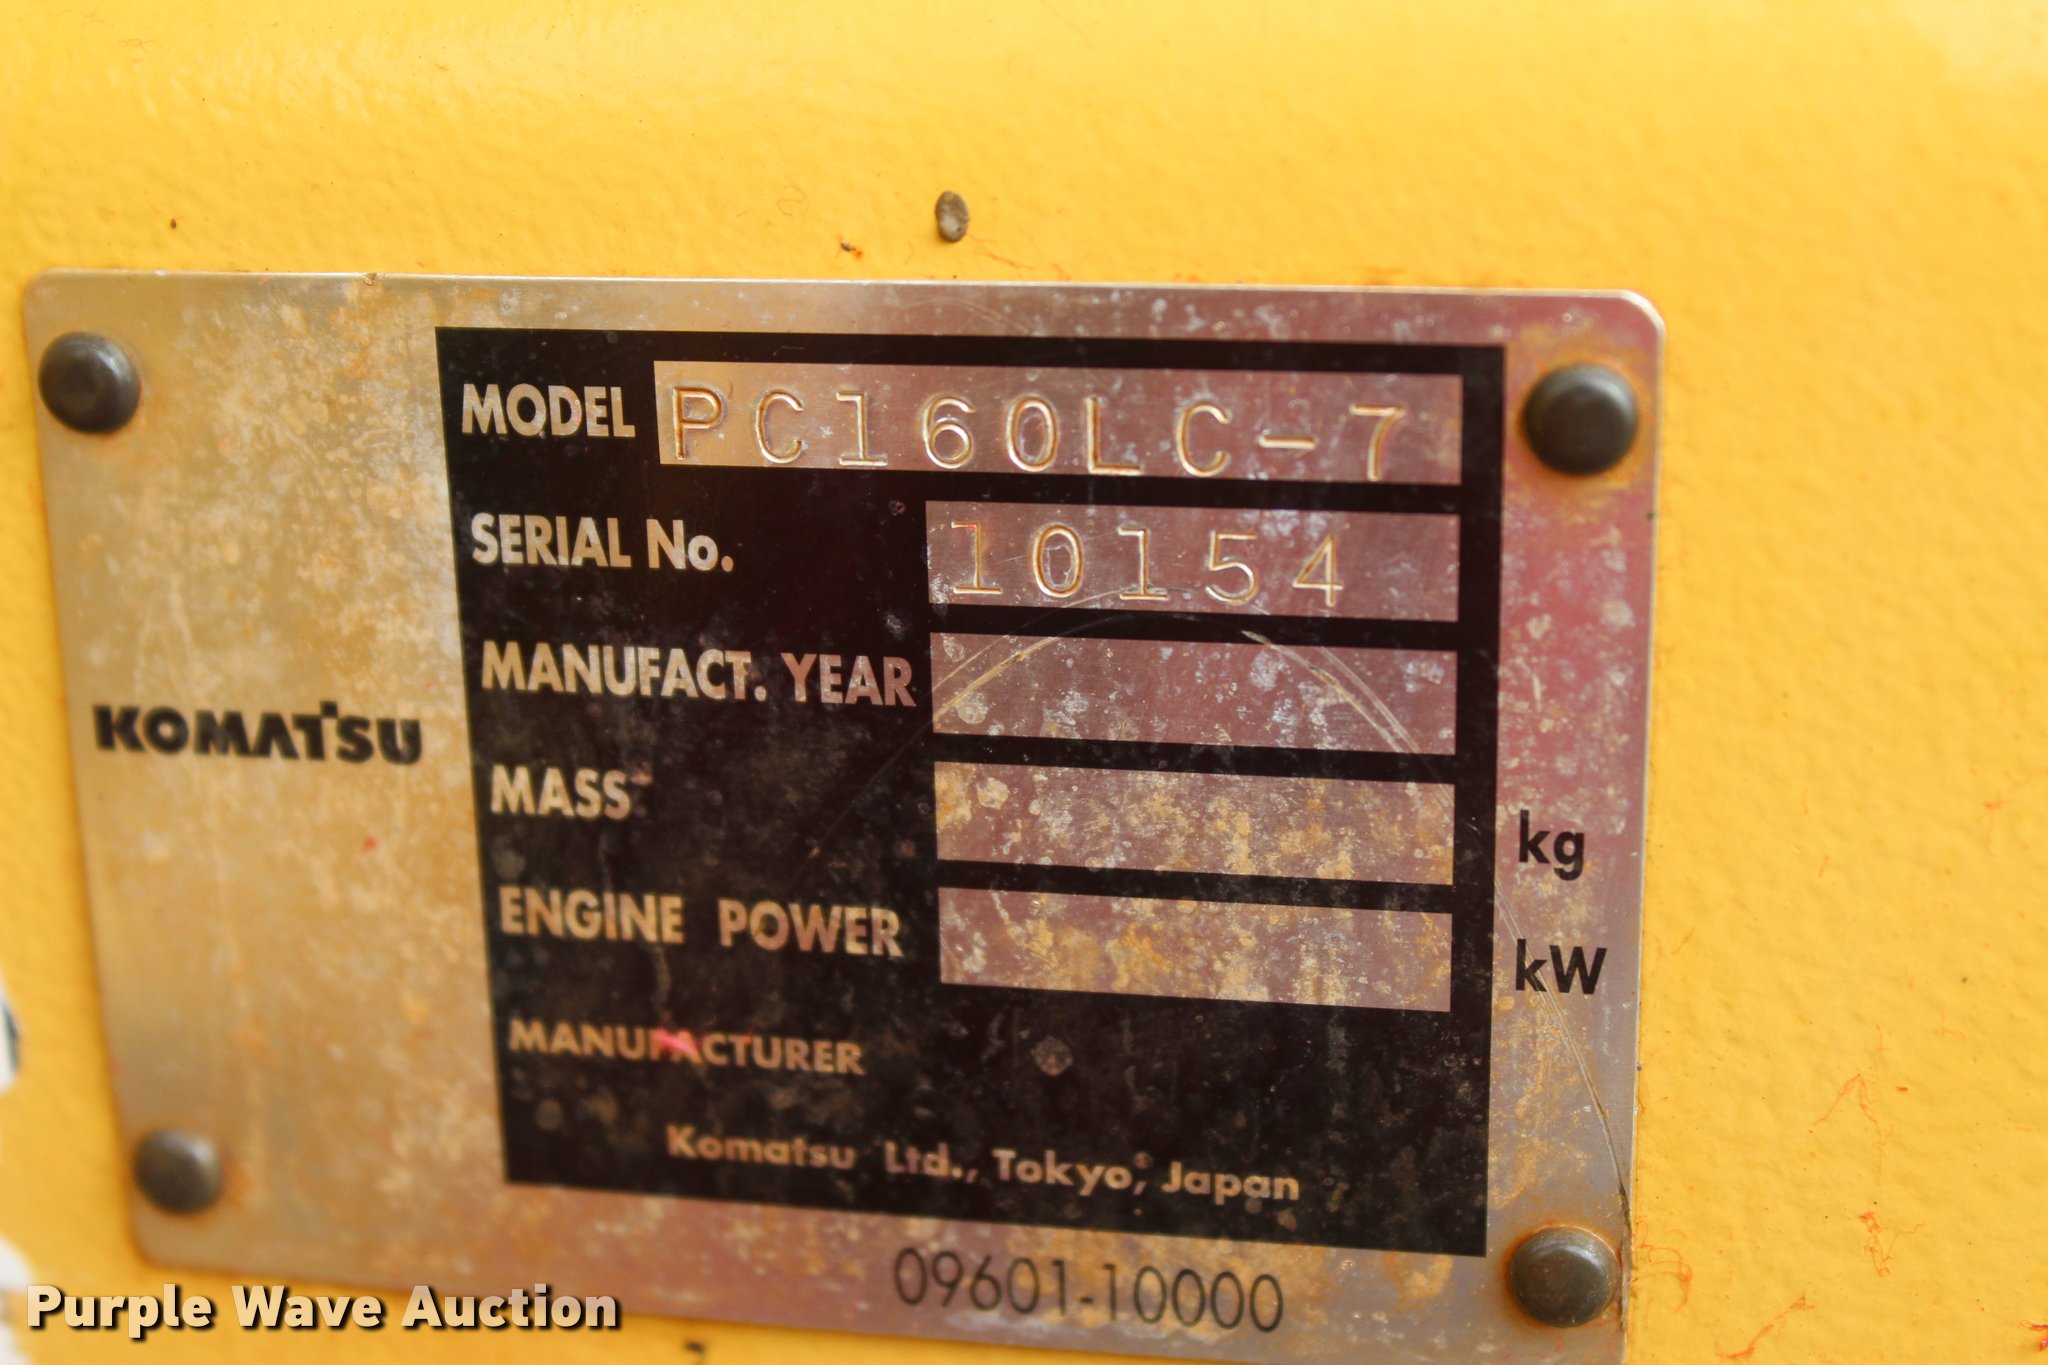 MODEL PC160LC-7
SERIAL No. 10154
MANUFACT. YEAR
KOMATSU
MASS kg
ENGINE POWER kW
MANUFACTURER
Komatsu Ltd., Tokyo, Japan
09601-10000
Purple Wave Auction